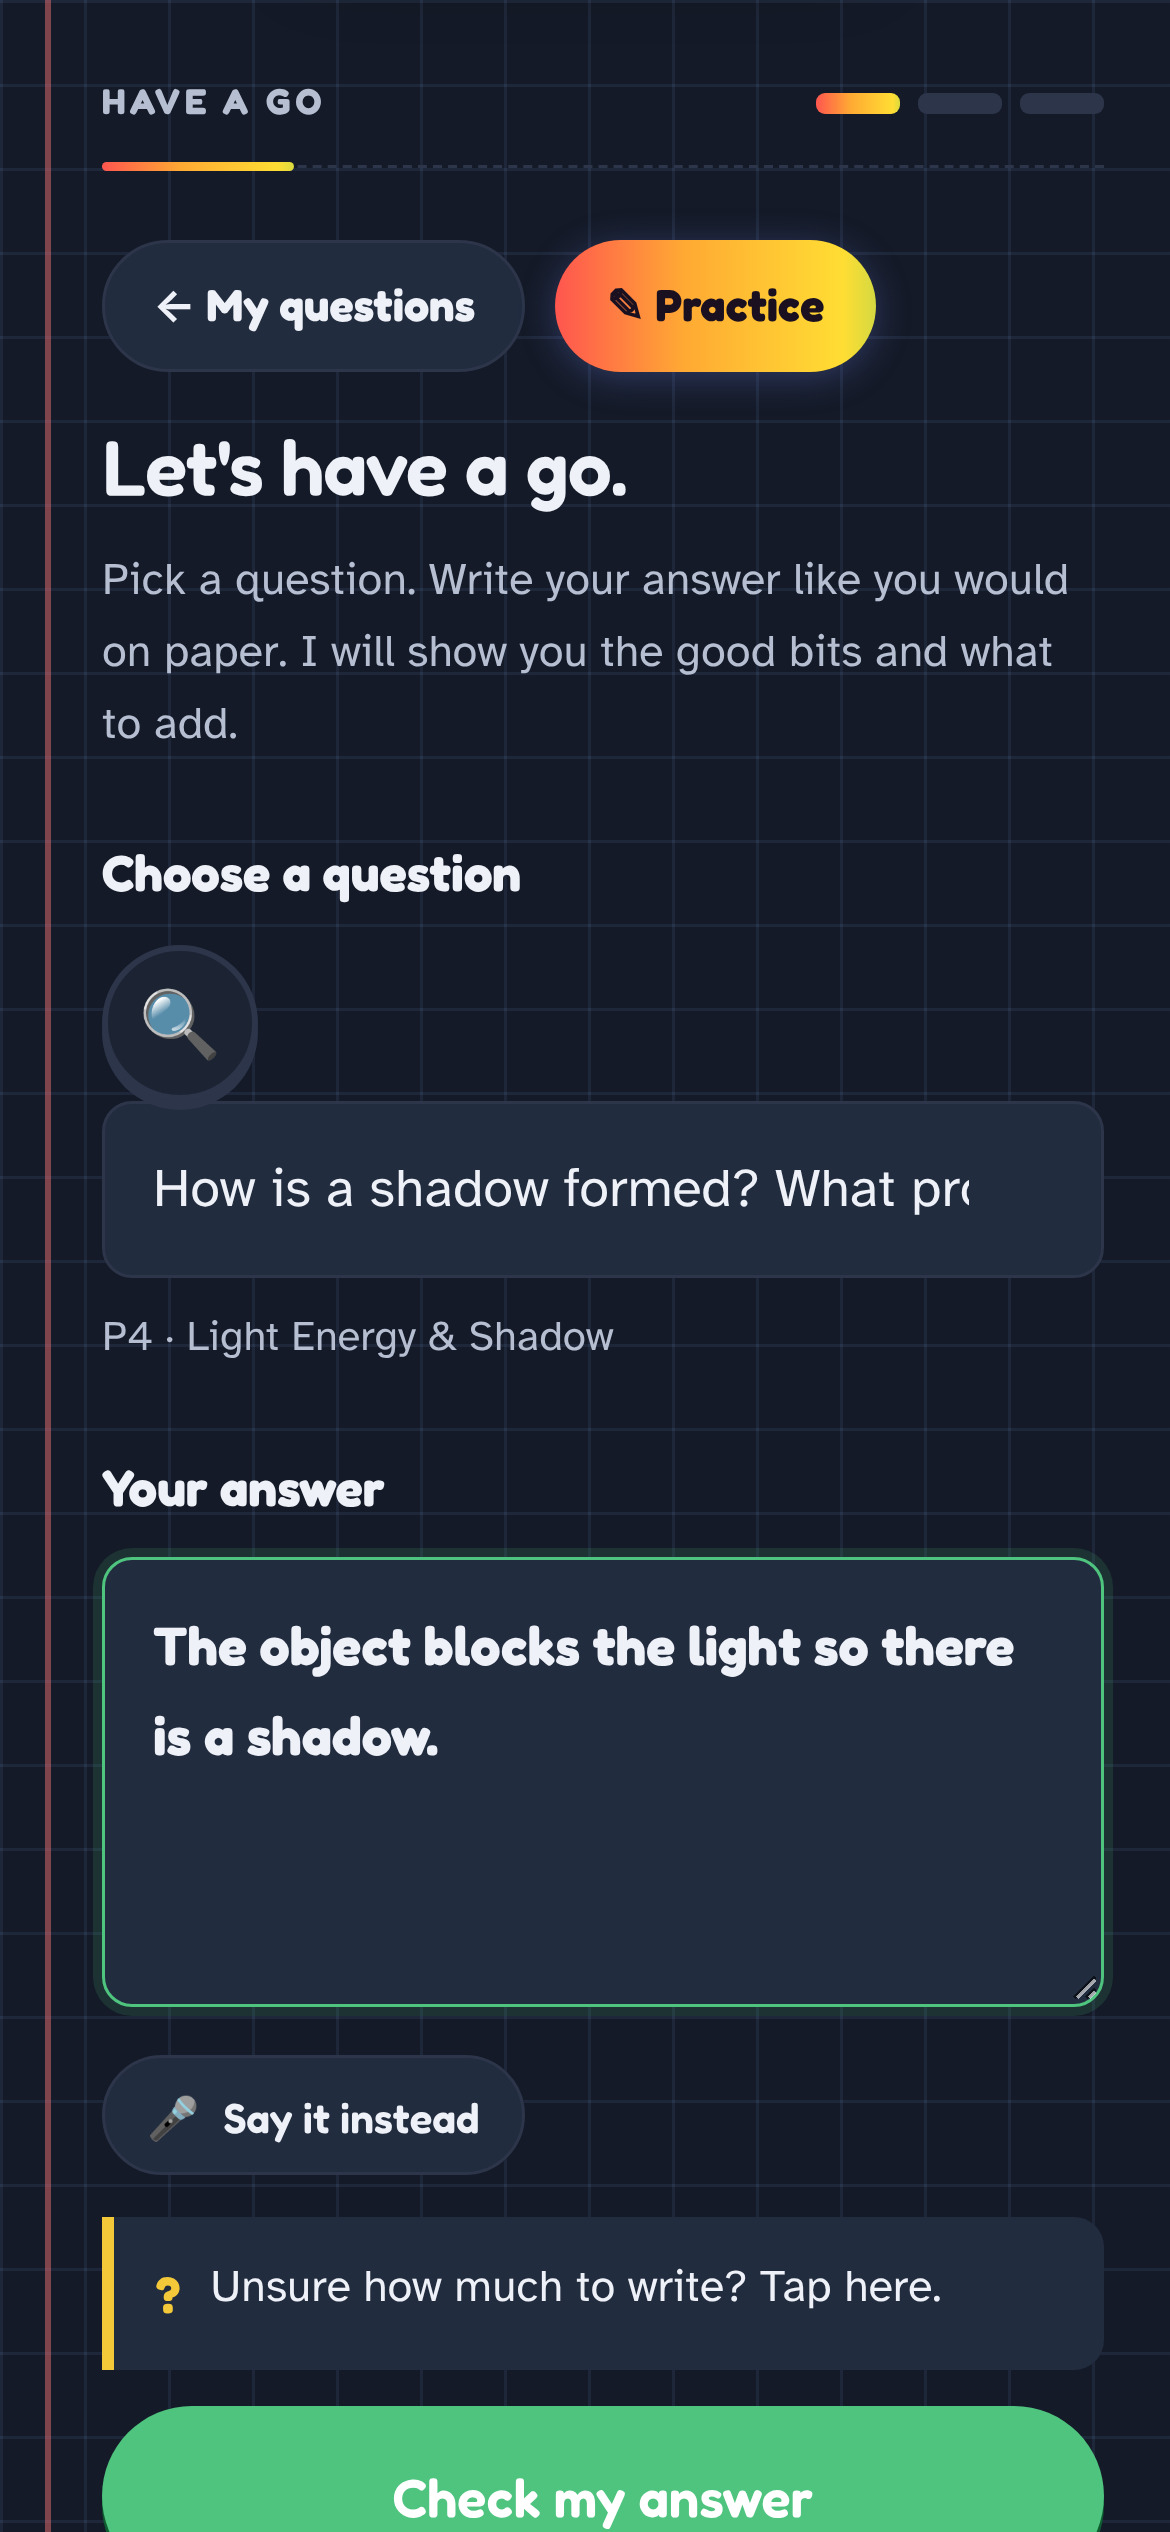 HAVE A GO
← My questions
✎ Practice
Let's have a go.
Pick a question. Write your answer like you would
on paper. I will show you the good bits and what
to add.
Choose a question
How is a shadow formed? What
P4 · Light Energy & Shadow
Your answer
The object blocks the light so there
is a shadow.
Say it instead
? Unsure how much to write? Tap here.
Check my answer